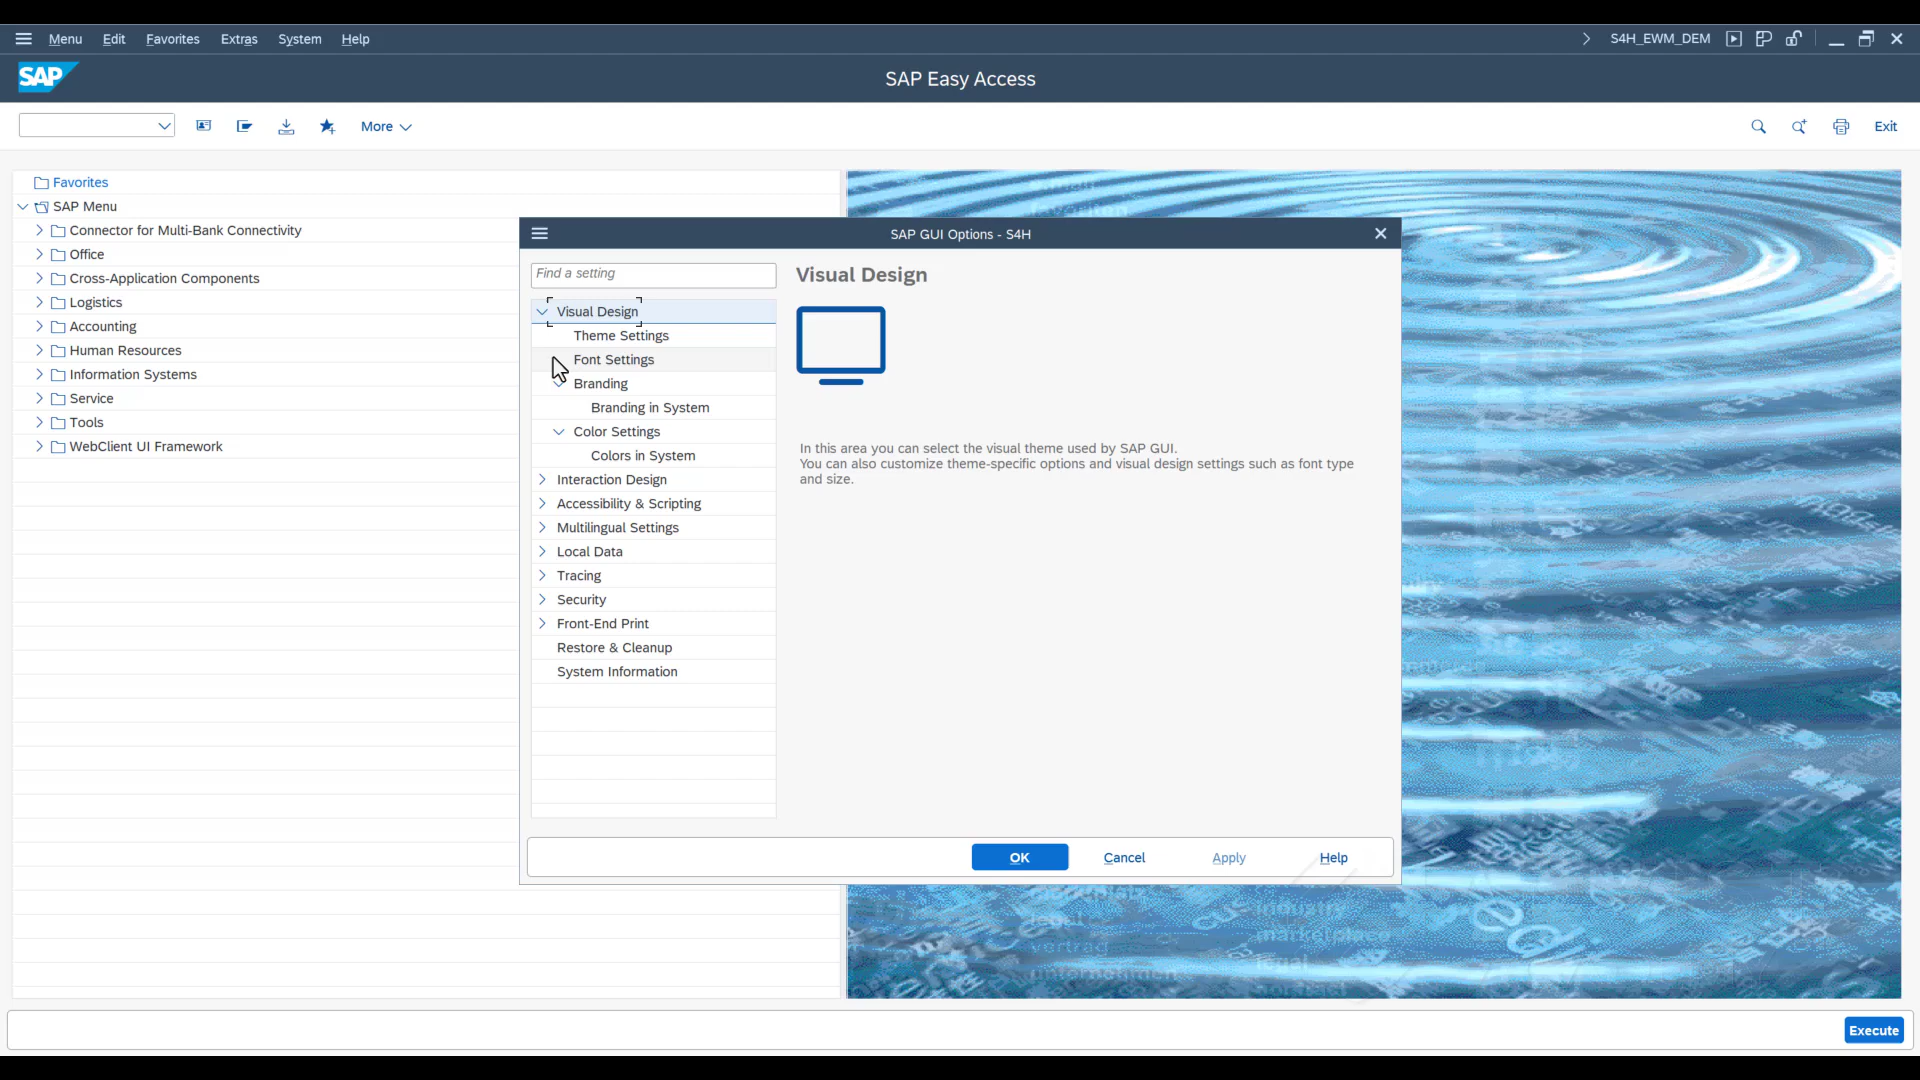 Menu Edit Favorites Extras System Help
S4H_EWM_DEM
SAP
SAP Easy Access
More
Exit
Favorites
SAP Menu
Connector for Multi-Bank Connectivity
Office
Cross-Application Components
Logistics
Accounting
Human Resources
Information Systems
Service
Tools
WebClient UI Framework
SAP GUI Options - S4H
Find a setting
Visual Design
Theme Settings
Font Settings
Branding
Branding in System
Color Settings
Colors in System
Interaction Design
Accessibility & Scripting
Multilingual Settings
Local Data
Tracing
Security
Front-End Print
Restore & Cleanup
System Information
Visual Design
In this area you can select the visual theme used by SAP GUI.
You can also customize theme-specific options and visual design settings such as font type
and size.
OK Cancel Apply Help
industry
marketplace
vertrag
legal
Execute